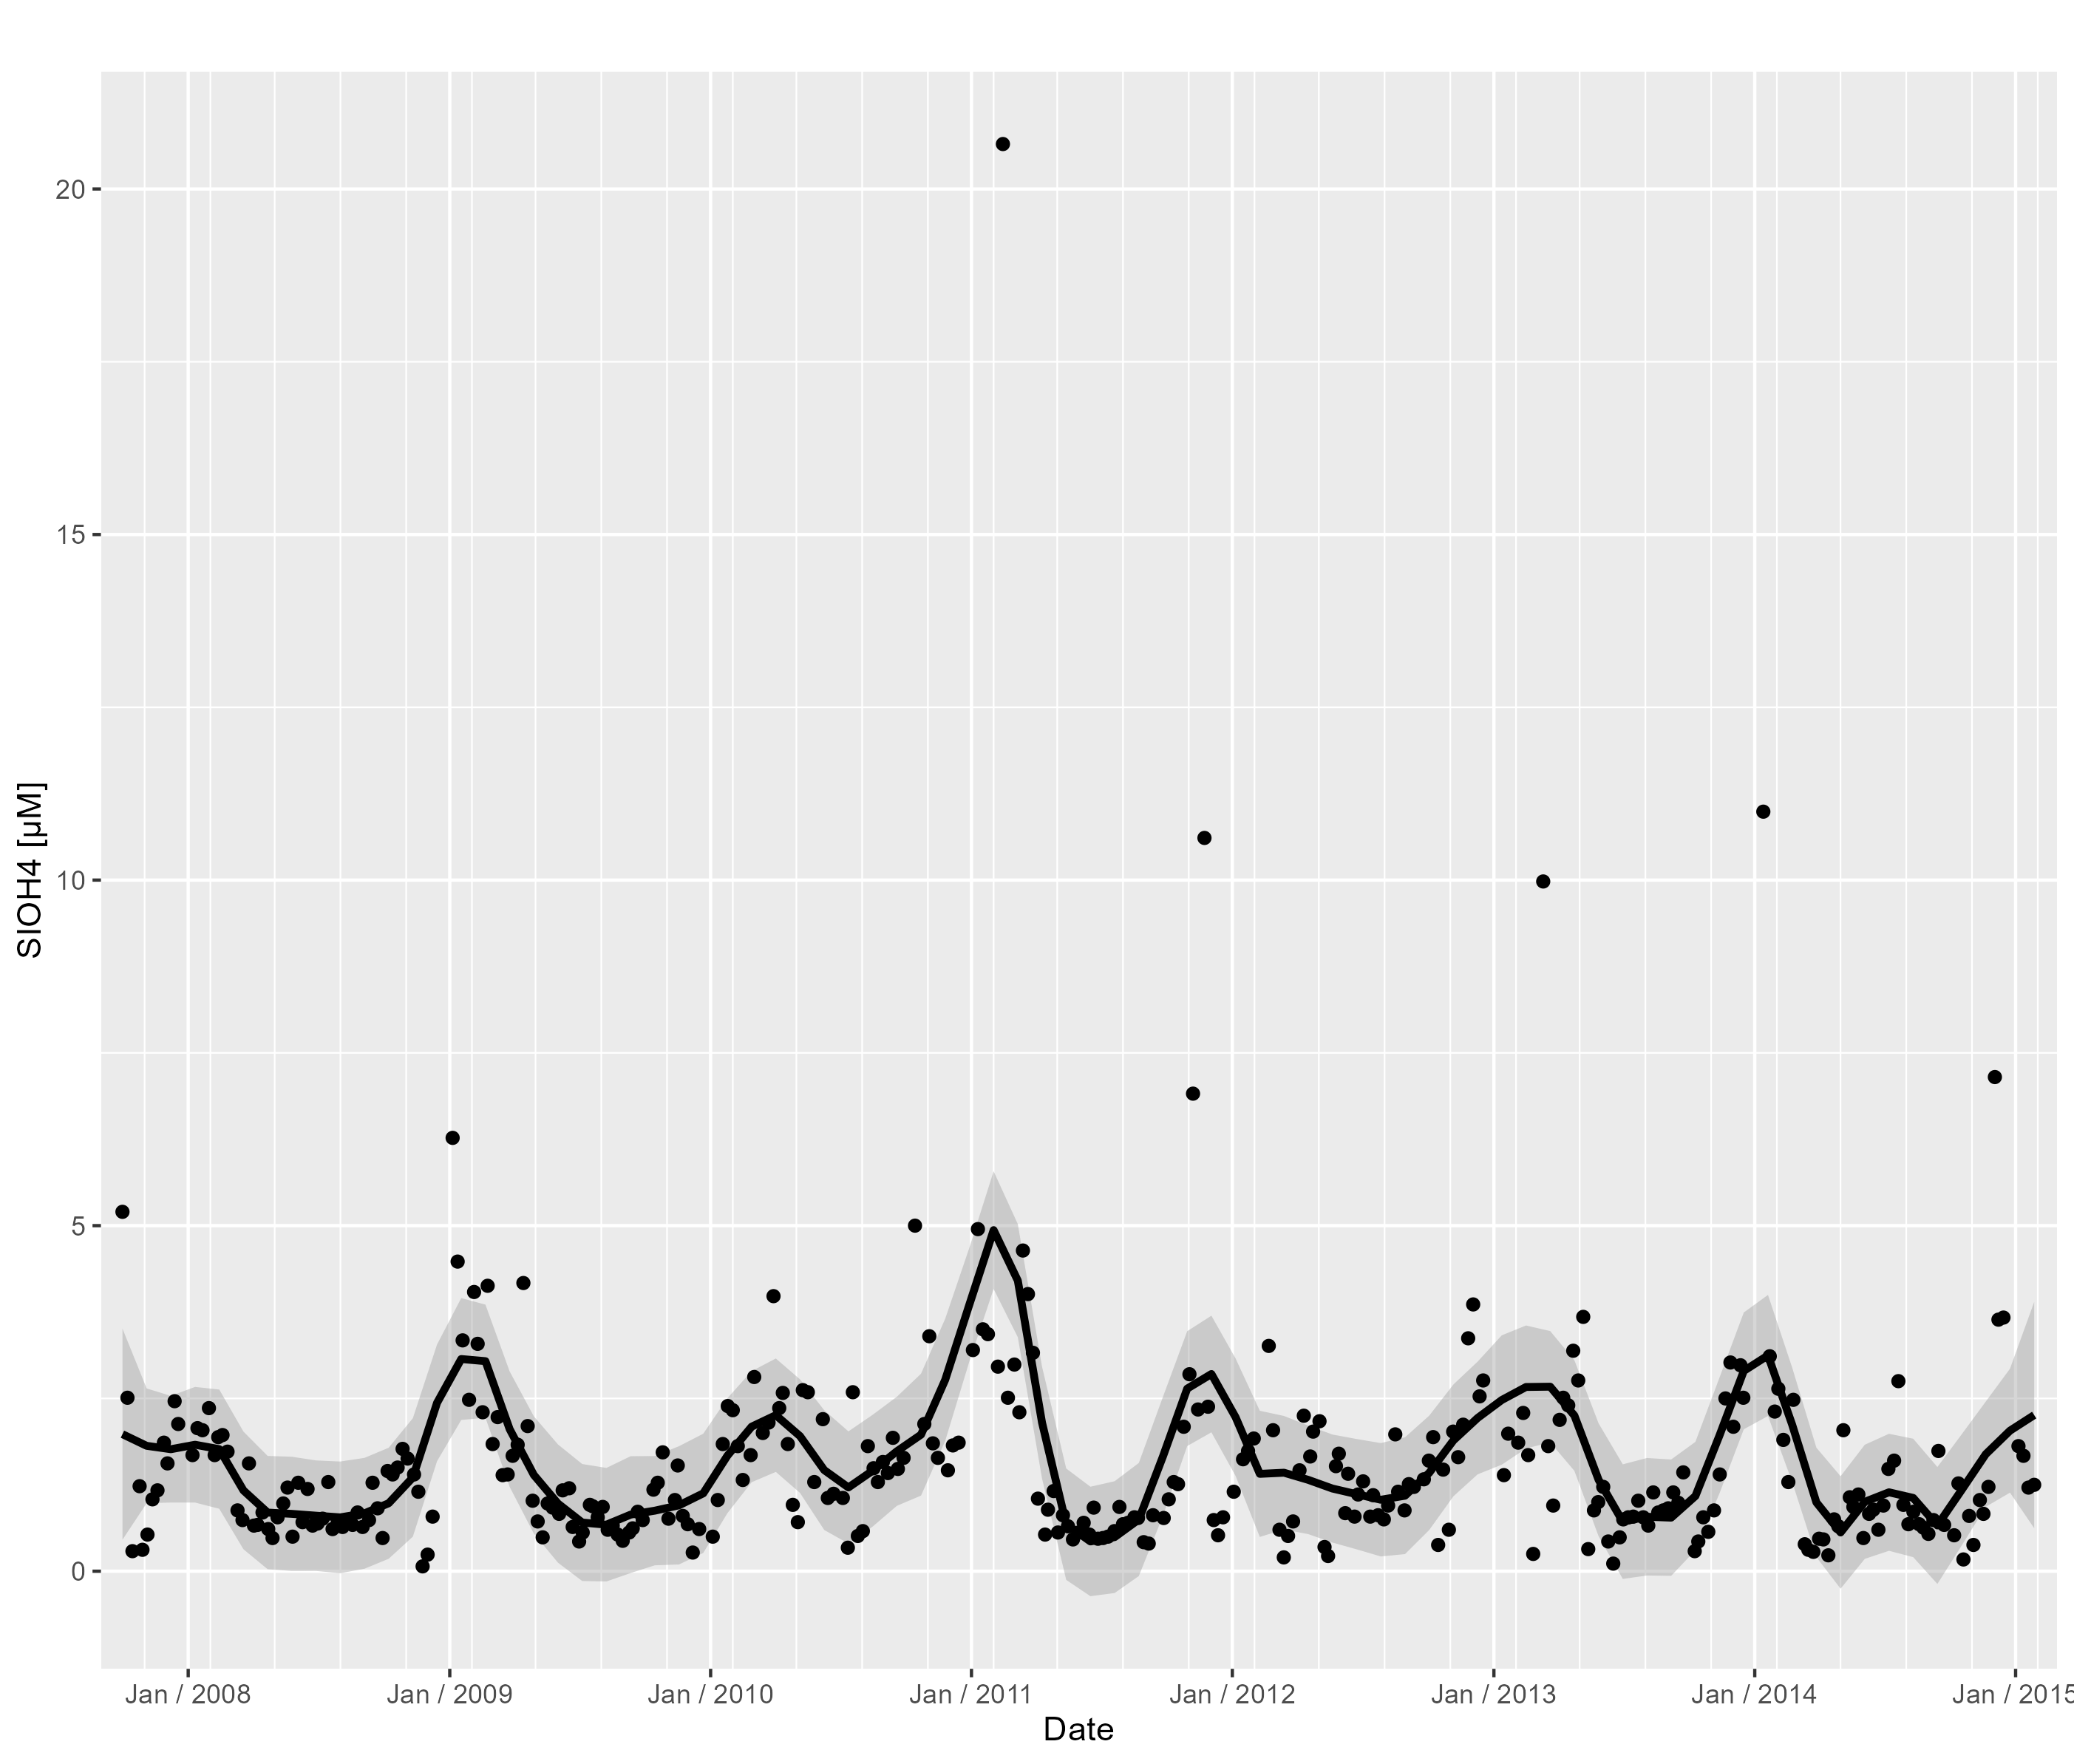 20
15
10
5
0
SIOH4 [µM]
Jan / 2008
Jan / 2009
Jan / 2010
Jan / 2011
Jan / 2012
Jan / 2013
Jan / 2014
Jan / 2015
Date